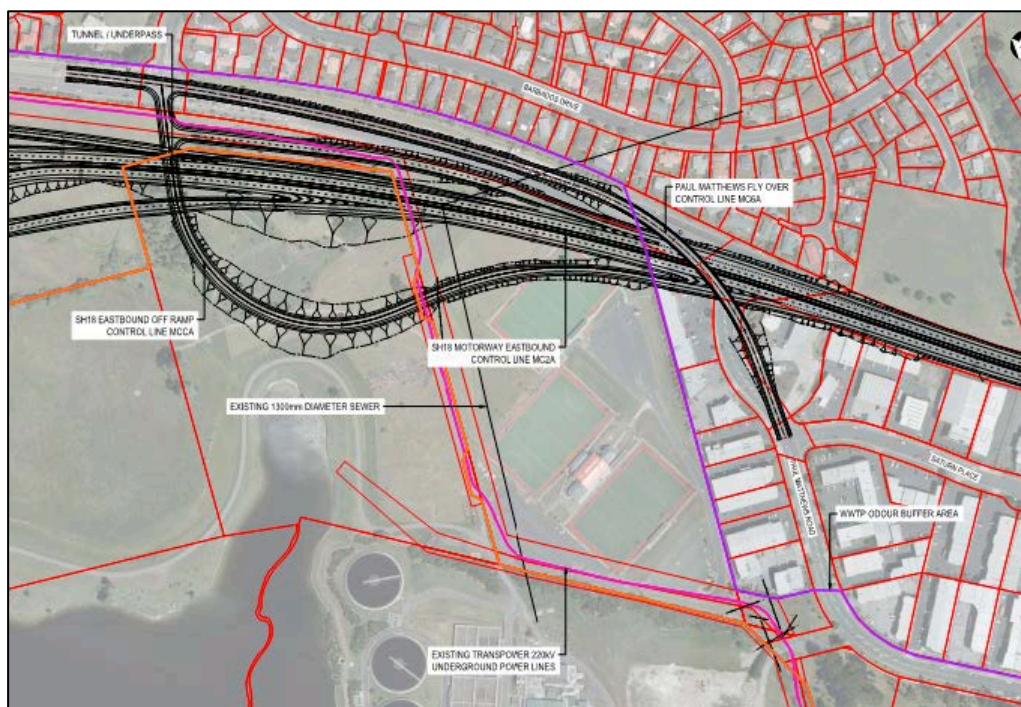 TUNNEL / UNDERPASS
BARBADOS DRIVE
PAUL MATTHEWS FLY OVER
CONTROL LINE MC6A
SH18 EASTBOUND OFF RAMP
CONTROL LINE MCCA
SH18 MOTORWAY EASTBOUND
CONTROL LINE MC2A
EXISTING 1300mm DIAMETER SEWER
SATURN PLACE
PAUL MATTHEWS ROAD
WWTP ODOUR BUFFER AREA
EXISTING TRANSPOWER 220kV
UNDERGROUND POWER LINES